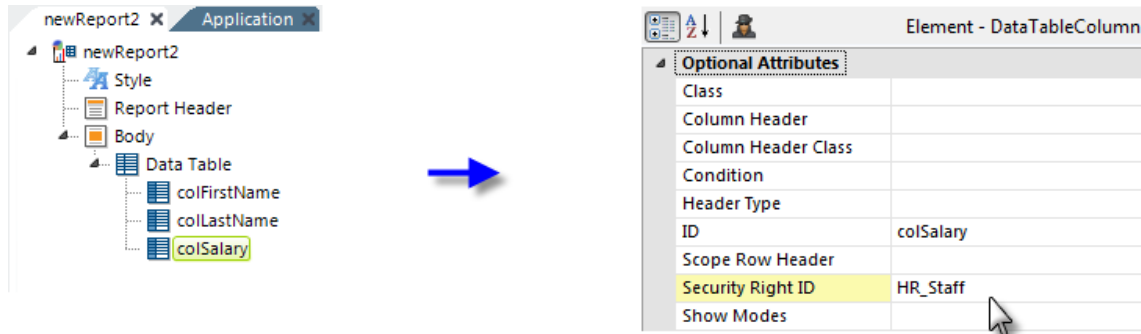 newReport2 Application
newReport2
Style
Report Header
Body
Data Table
colFirstName
colLastName
colSalary
Element - DataTableColumn
Optional Attributes
Class
Column Header
Column Header Class
Condition
Header Type
ID colSalary
Scope Row Header
Security Right ID HR_Staff
Show Modes